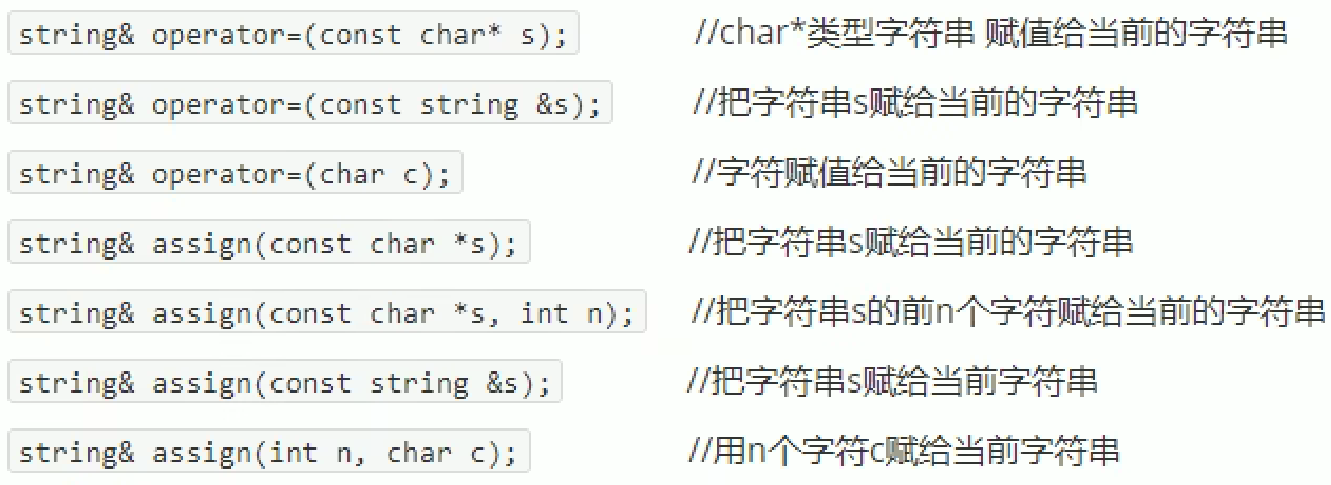 string& operator=(const char* s); //char*类型字符串 赋值给当前的字符串
string& operator=(const string &s); //把字符串s赋给当前的字符串
string& operator=(char c); //字符赋值给当前的字符串
string& assign(const char *s); //把字符串s赋给当前的字符串
string& assign(const char *s, int n); //把字符串s的前n个字符赋给当前的字符串
string& assign(const string &s); //把字符串s赋给当前字符串
string& assign(int n, char c); //用n个字符c赋给当前字符串